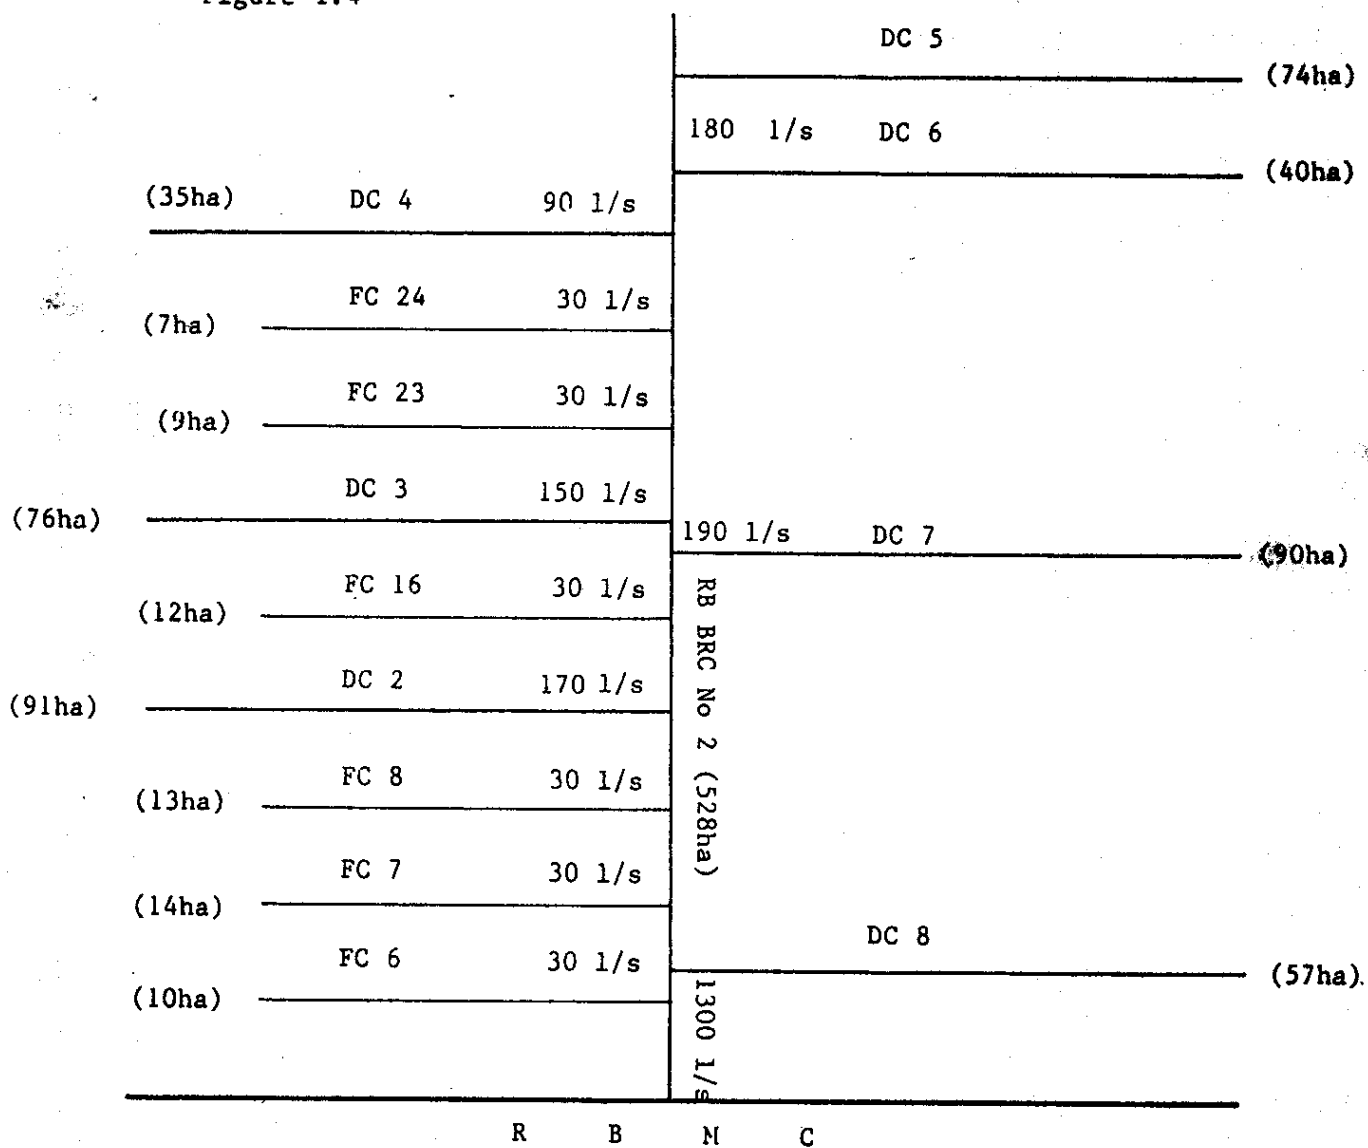 Figure 1.4
DC 5
(74ha)
180 l/s DC 6
(40ha)
(35ha) DC 4 90 l/s
FC 24 30 l/s
(7ha)
FC 23 30 l/s
(9ha)
DC 3 150 l/s
(76ha)
190 l/s DC 7
(90ha)
FC 16 30 l/s
(12ha)
DC 2 170 l/s
(91ha)
RB BRC No 2 (528ha)
FC 8 30 l/s
(13ha)
FC 7 30 l/s
(14ha)
DC 8
FC 6 30 l/s
(57ha)
(10ha)
1300 l/s
R B M C